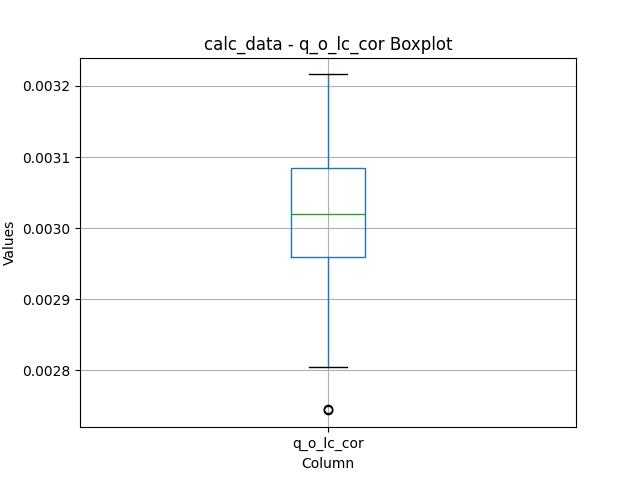 calc_data - q_o_lc_cor Boxplot
0.0032
0.0031
0.0030
0.0029
0.0028
Values
q_o_lc_cor
Column